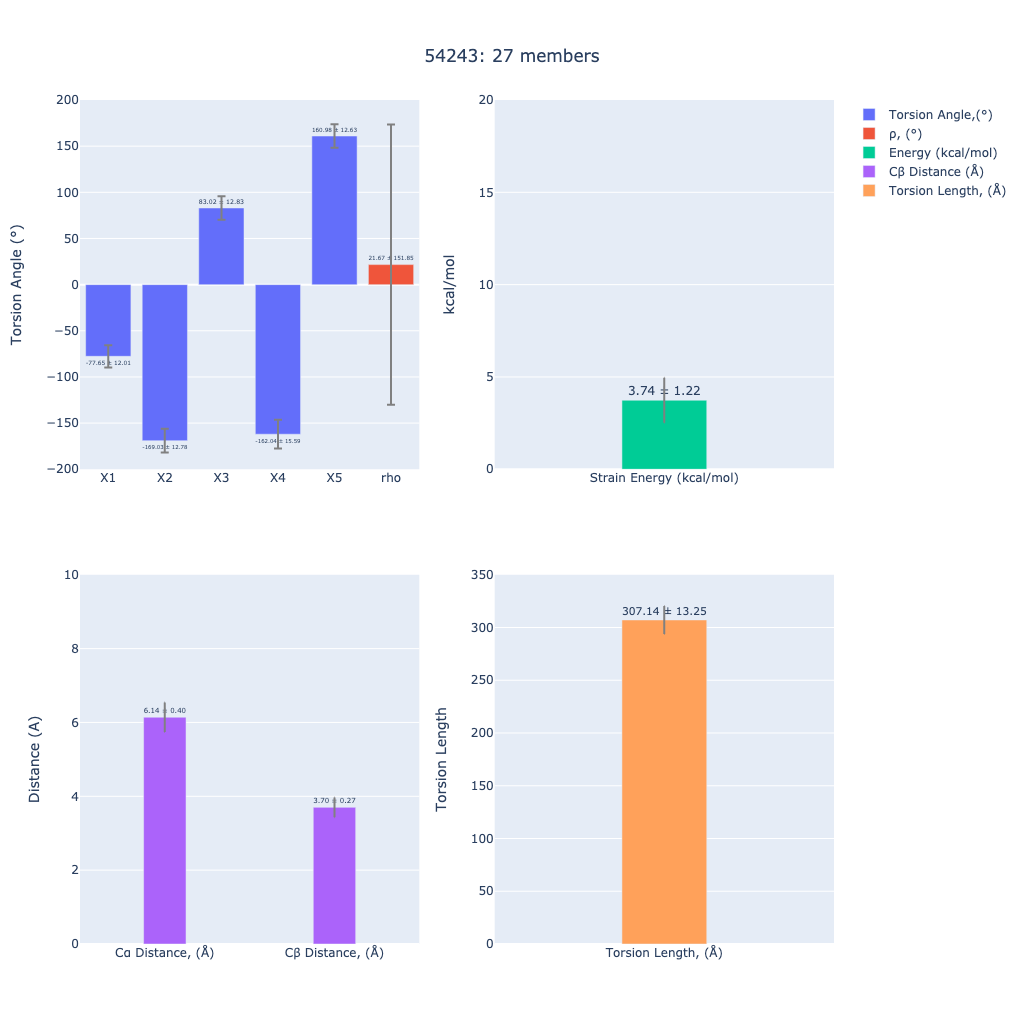 54243: 27 members
Torsion Angle (°)
200
150
100
50
0
−50
−100
−150
−200
-77.65 ± 12.01
-169.03 ± 12.78
83.02 ± 12.83
-162.04 ± 15.59
160.98 ± 12.63
21.67 ± 151.85
X1 X2 X3 X4 X5 rho
kcal/mol
20
15
10
5
0
3.74 ± 1.22
Strain Energy (kcal/mol)
Torsion Angle,(°)
ρ, (°)
Energy (kcal/mol)
Cβ Distance (Å)
Torsion Length, (Å)
Distance (A)
10
8
6
4
2
0
6.14 ± 0.40
3.70 ± 0.27
Cα Distance, (Å) Cβ Distance, (Å)
Torsion Length
350
300
250
200
150
100
50
0
307.14 ± 13.25
Torsion Length, (Å)